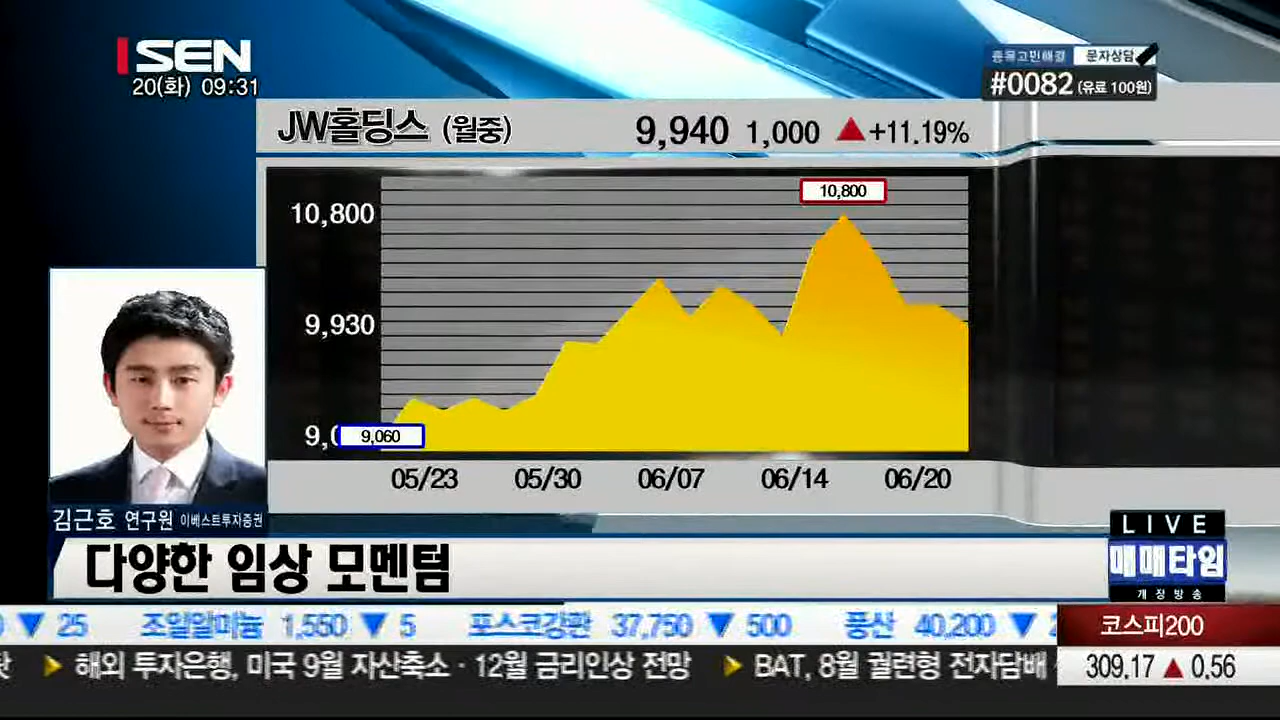 SEN
20(화) 09:31
종목고민해결 문자상담
#0082 (유료 100원)
JW홀딩스 (월중) 9,940 1,000 ▲+11.19%
10,800
10,800
9,930
9,060
05/23 05/30 06/07 06/14 06/20
김근호 연구원 이베스트투자증권
다양한 임상 모멘텀
LIVE
매매타임
개장방송
▼ 25 조일알미늄 1,550 ▼ 5 포스코강판 37,750 ▼ 500 풍산 40,200 ▼
코스피200
해외 투자은행, 미국 9월 자산축소·12월 금리인상 전망 BAT, 8월 궐련형 전자담배
309.17 ▲ 0.56